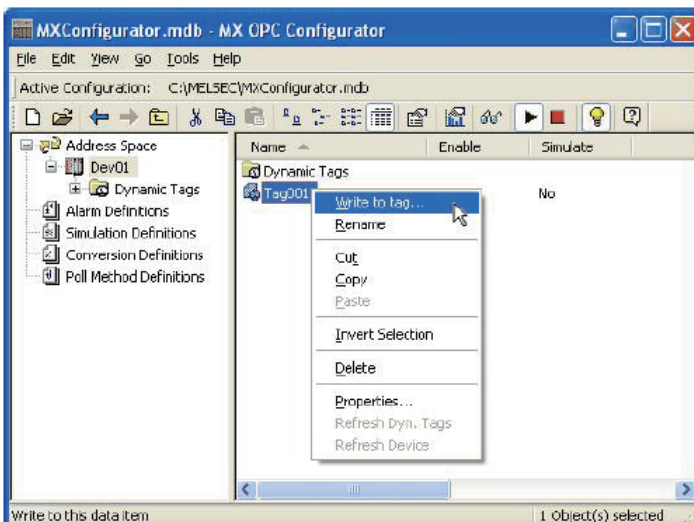 MXConfigurator.mdb - MX OPC Configurator
File Edit View Go Tools Help
Active Configuration: C:\MELSEC\MXConfigurator.mdb
Address Space
Dev01
Dynamic Tags
Alarm Definitions
Simulation Definitions
Conversion Definitions
Poll Method Definitions
Name Enable Simulate
Dynamic Tags
Tag001 No
Write to tag...
Rename
Cut
Copy
Paste
Invert Selection
Delete
Properties...
Refresh Dyn. Tags
Refresh Device
Write to this data item 1 Object(s) selected